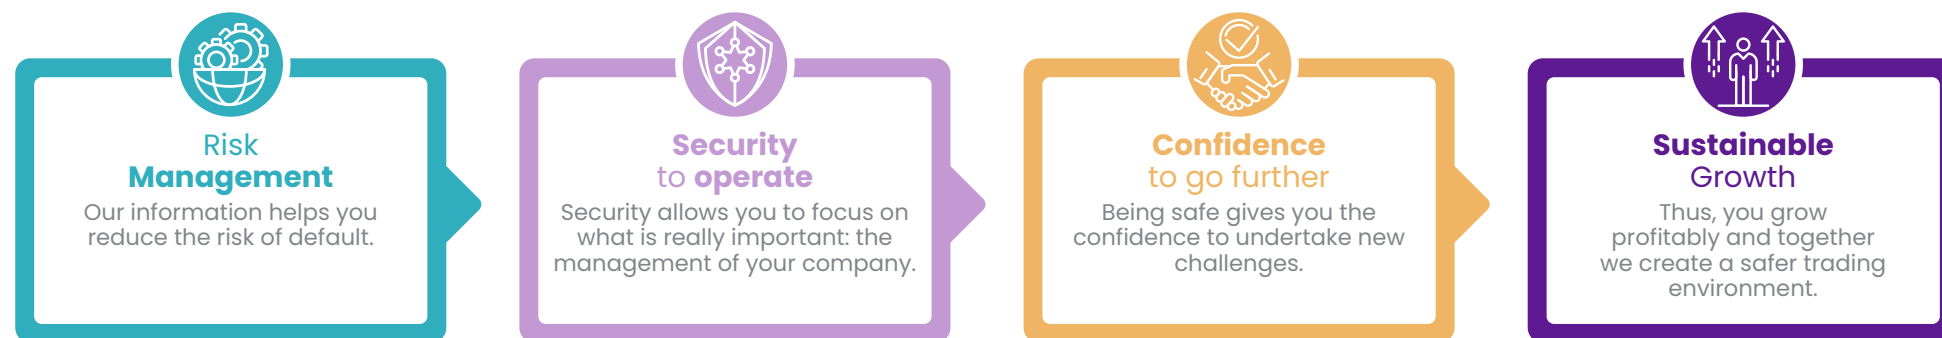 Risk
Management
Our information helps you
reduce the risk of default.
Security
to operate
Security allows you to focus on
what is really important: the
management of your company.
Confidence
to go further
Being safe gives you the
confidence to undertake new
challenges.
Sustainable
Growth
Thus, you grow
profitably and together
we create a safer trading
environment.